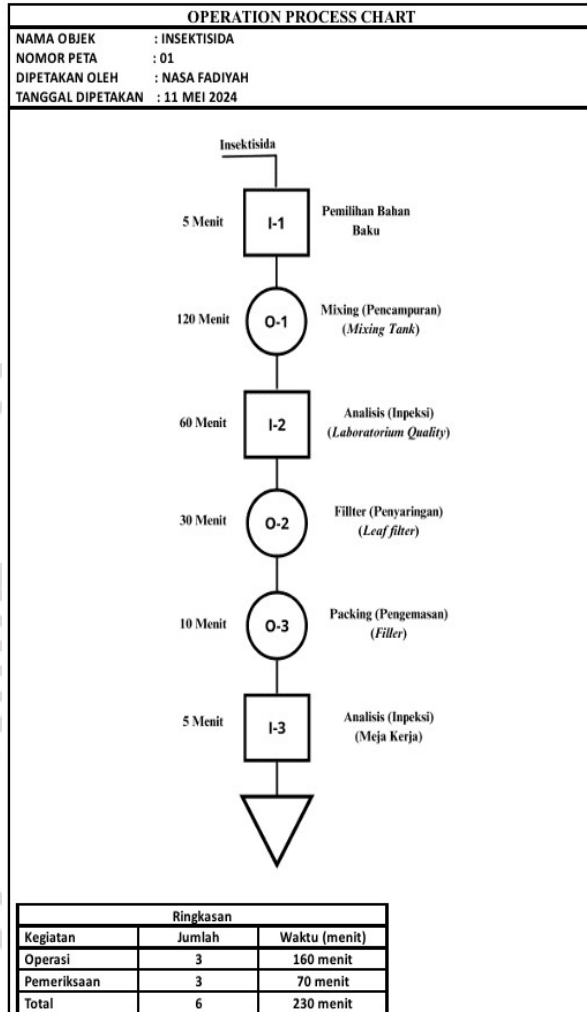 OPERATION PROCESS CHART
NAMA OBJEK : INSEKTISIDA
NOMOR PETA : 01
DIPETAKAN OLEH : NASA FADIYAH
TANGGAL DIPETAKAN : 11 MEI 2024
Insektisida
5 Menit I-1 Pemilihan Bahan
Baku
120 Menit O-1 Mixing (Pencampuran)
(Mixing Tank)
60 Menit I-2 Analisis (Inpeksi)
(Laboratorium Quality)
30 Menit O-2 Fillter (Penyaringan)
(Leaf filter)
10 Menit O-3 Packing (Pengemasan)
(Filler)
5 Menit I-3 Analisis (Inpeksi)
(Meja Kerja)
Ringkasan
Kegiatan Jumlah Waktu (menit)
Operasi 3 160 menit
Pemeriksaan 3 70 menit
Total 6 230 menit